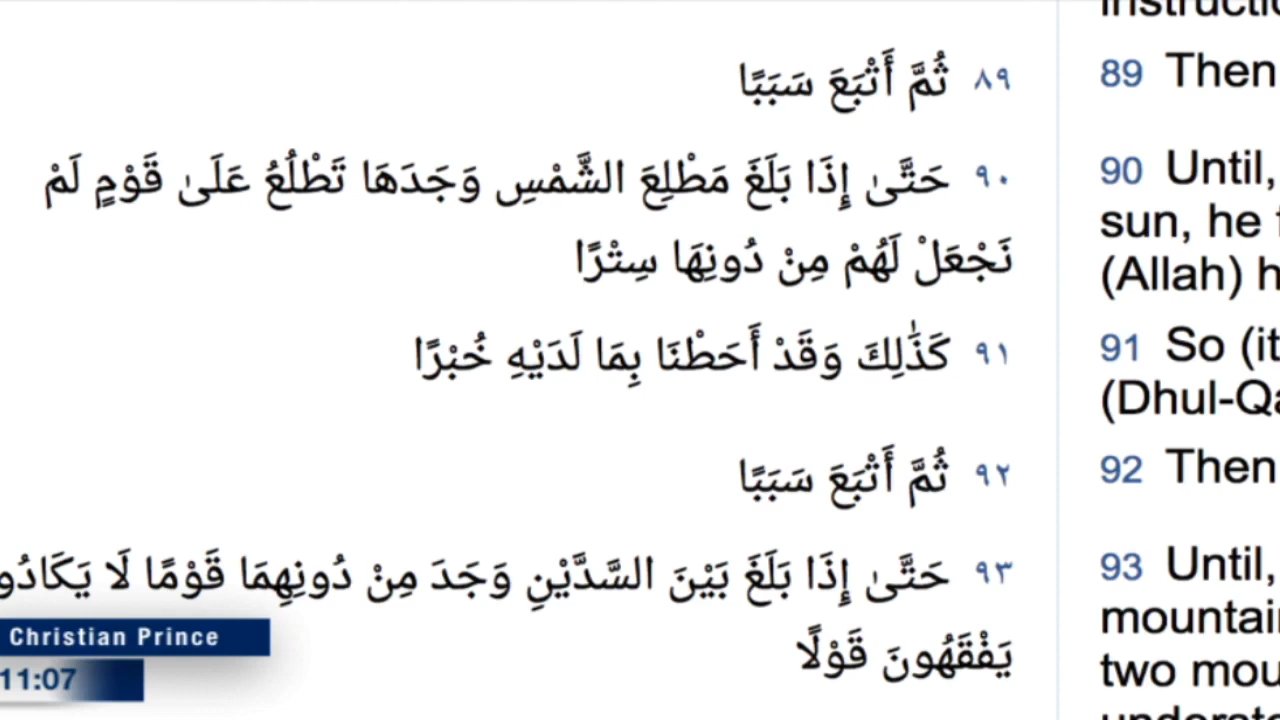 ٨٩ ثُمَّ أَتْبَعَ سَبَبًا
٩٠ حَتَّىٰ إِذَا بَلَغَ مَطْلِعَ الشَّمْسِ وَجَدَهَا تَطْلُعُ عَلَىٰ قَوْمٍ لَمْ
نَجْعَلْ لَهُمْ مِنْ دُونِهَا سِتْرًا
٩١ كَذَٰلِكَ وَقَدْ أَحَطْنَا بِمَا لَدَيْهِ خُبْرًا
٩٢ ثُمَّ أَتْبَعَ سَبَبًا
٩٣ حَتَّىٰ إِذَا بَلَغَ بَيْنَ السَّدَّيْنِ وَجَدَ مِنْ دُونِهِمَا قَوْمًا لَا
يَفْقَهُونَ قَوْلًا
89 Then
90 Until,
sun, he
(Allah)
91 So
(Dhul-Qa
92 Then
93 Until,
mountai
two mou
Christian Prince
11:07